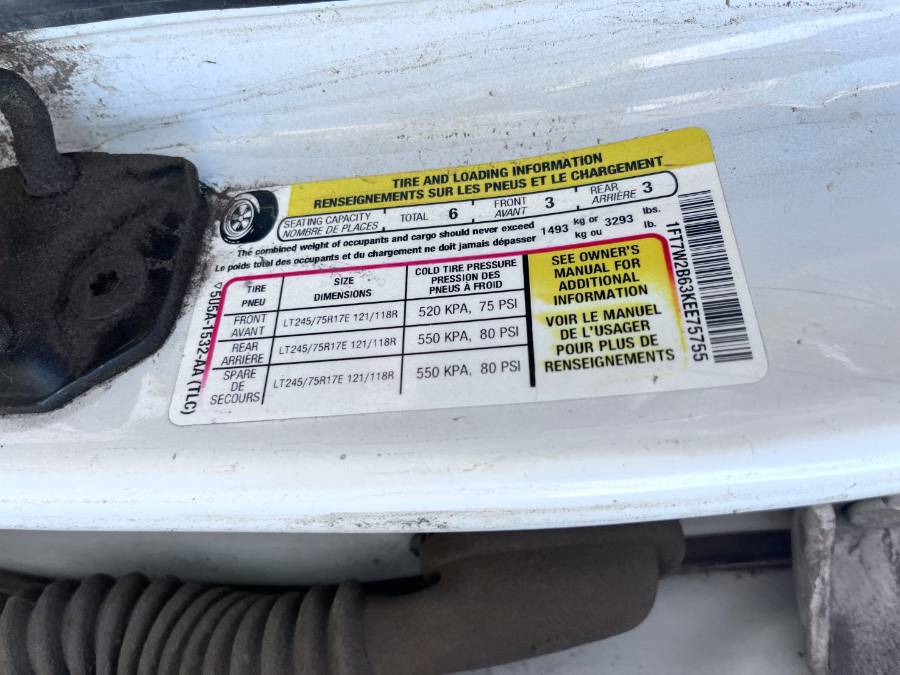 TIRE AND LOADING INFORMATION
RENSEIGNEMENTS SUR LES PNEUS ET LE CHARGEMENT
SEATING CAPACITY
NOMBRE DE PLACES
TOTAL 6
FRONT
AVANT
3
REAR
ARRIÈRE
3
The combined weight of occupants and cargo should never exceed
Le poids total des occupants et du chargement ne doit jamais dépasser
1493 kg or 3293 lbs.
kg ou lb.
TIRE
PNEU
SIZE
DIMENSIONS
COLD TIRE PRESSURE
PRESSION DES
PNEUS À FROID
FRONT
AVANT
LT245/75R17E 121/118R
520 KPA, 75 PSI
REAR
ARRIÈRE
LT245/75R17E 121/118R
550 KPA, 80 PSI
SPARE
DE
SECOURS
LT245/75R17E 121/118R
550 KPA, 80 PSI
SEE OWNER'S
MANUAL FOR
ADDITIONAL
INFORMATION
VOIR LE MANUEL
DE L'USAGER
POUR PLUS DE
RENSEIGNEMENTS
5U5A-1532-AA (TLC)
1FT7W2B63KEE75755